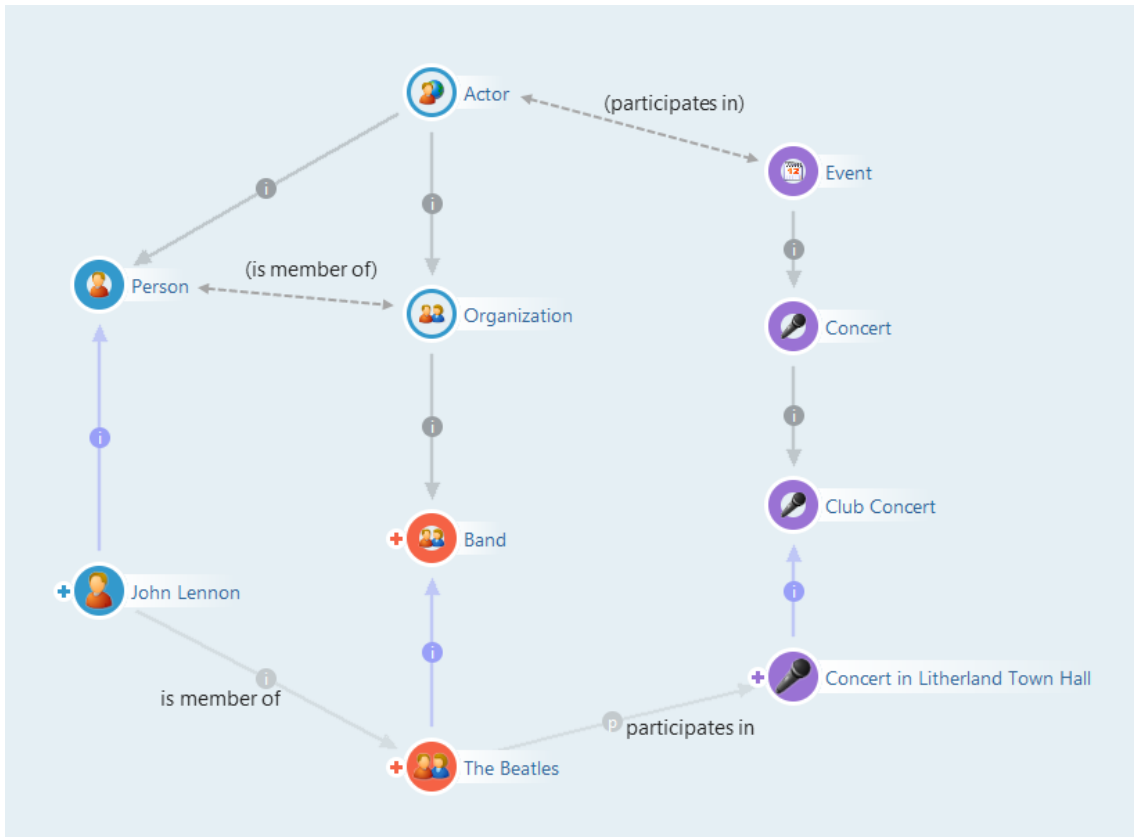 Actor
(participates in)
Event
i
i
i
(is member of)
Person
Organization
Concert
i
i
i
Club Concert
Band
John Lennon
i
i
i
is member of
Concert in Litherland Town Hall
p
participates in
The Beatles
12